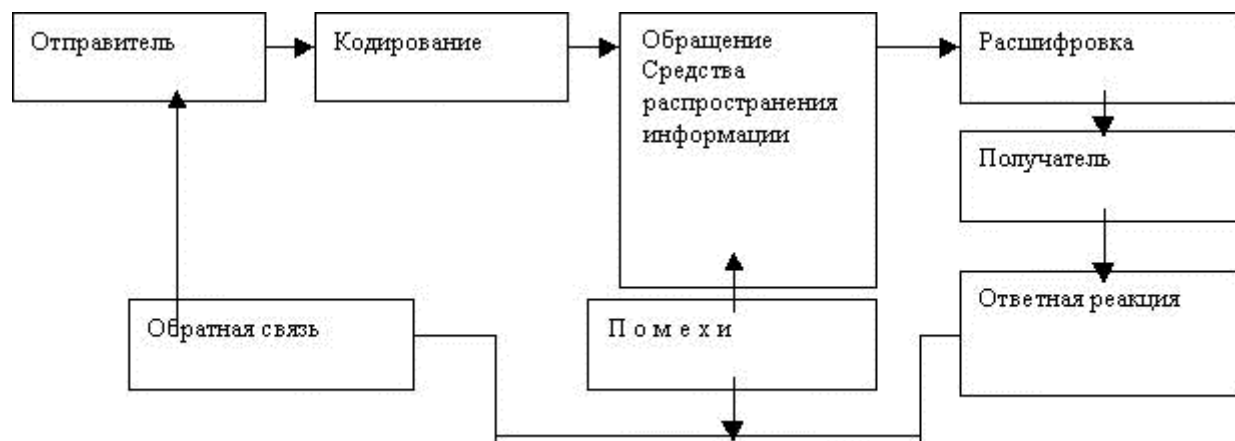 Отправитель
Кодирование
Обращение
Средства
распространения
информации
Расшифровка
Получатель
Ответная реакция
Обратная связь
П о м е х и